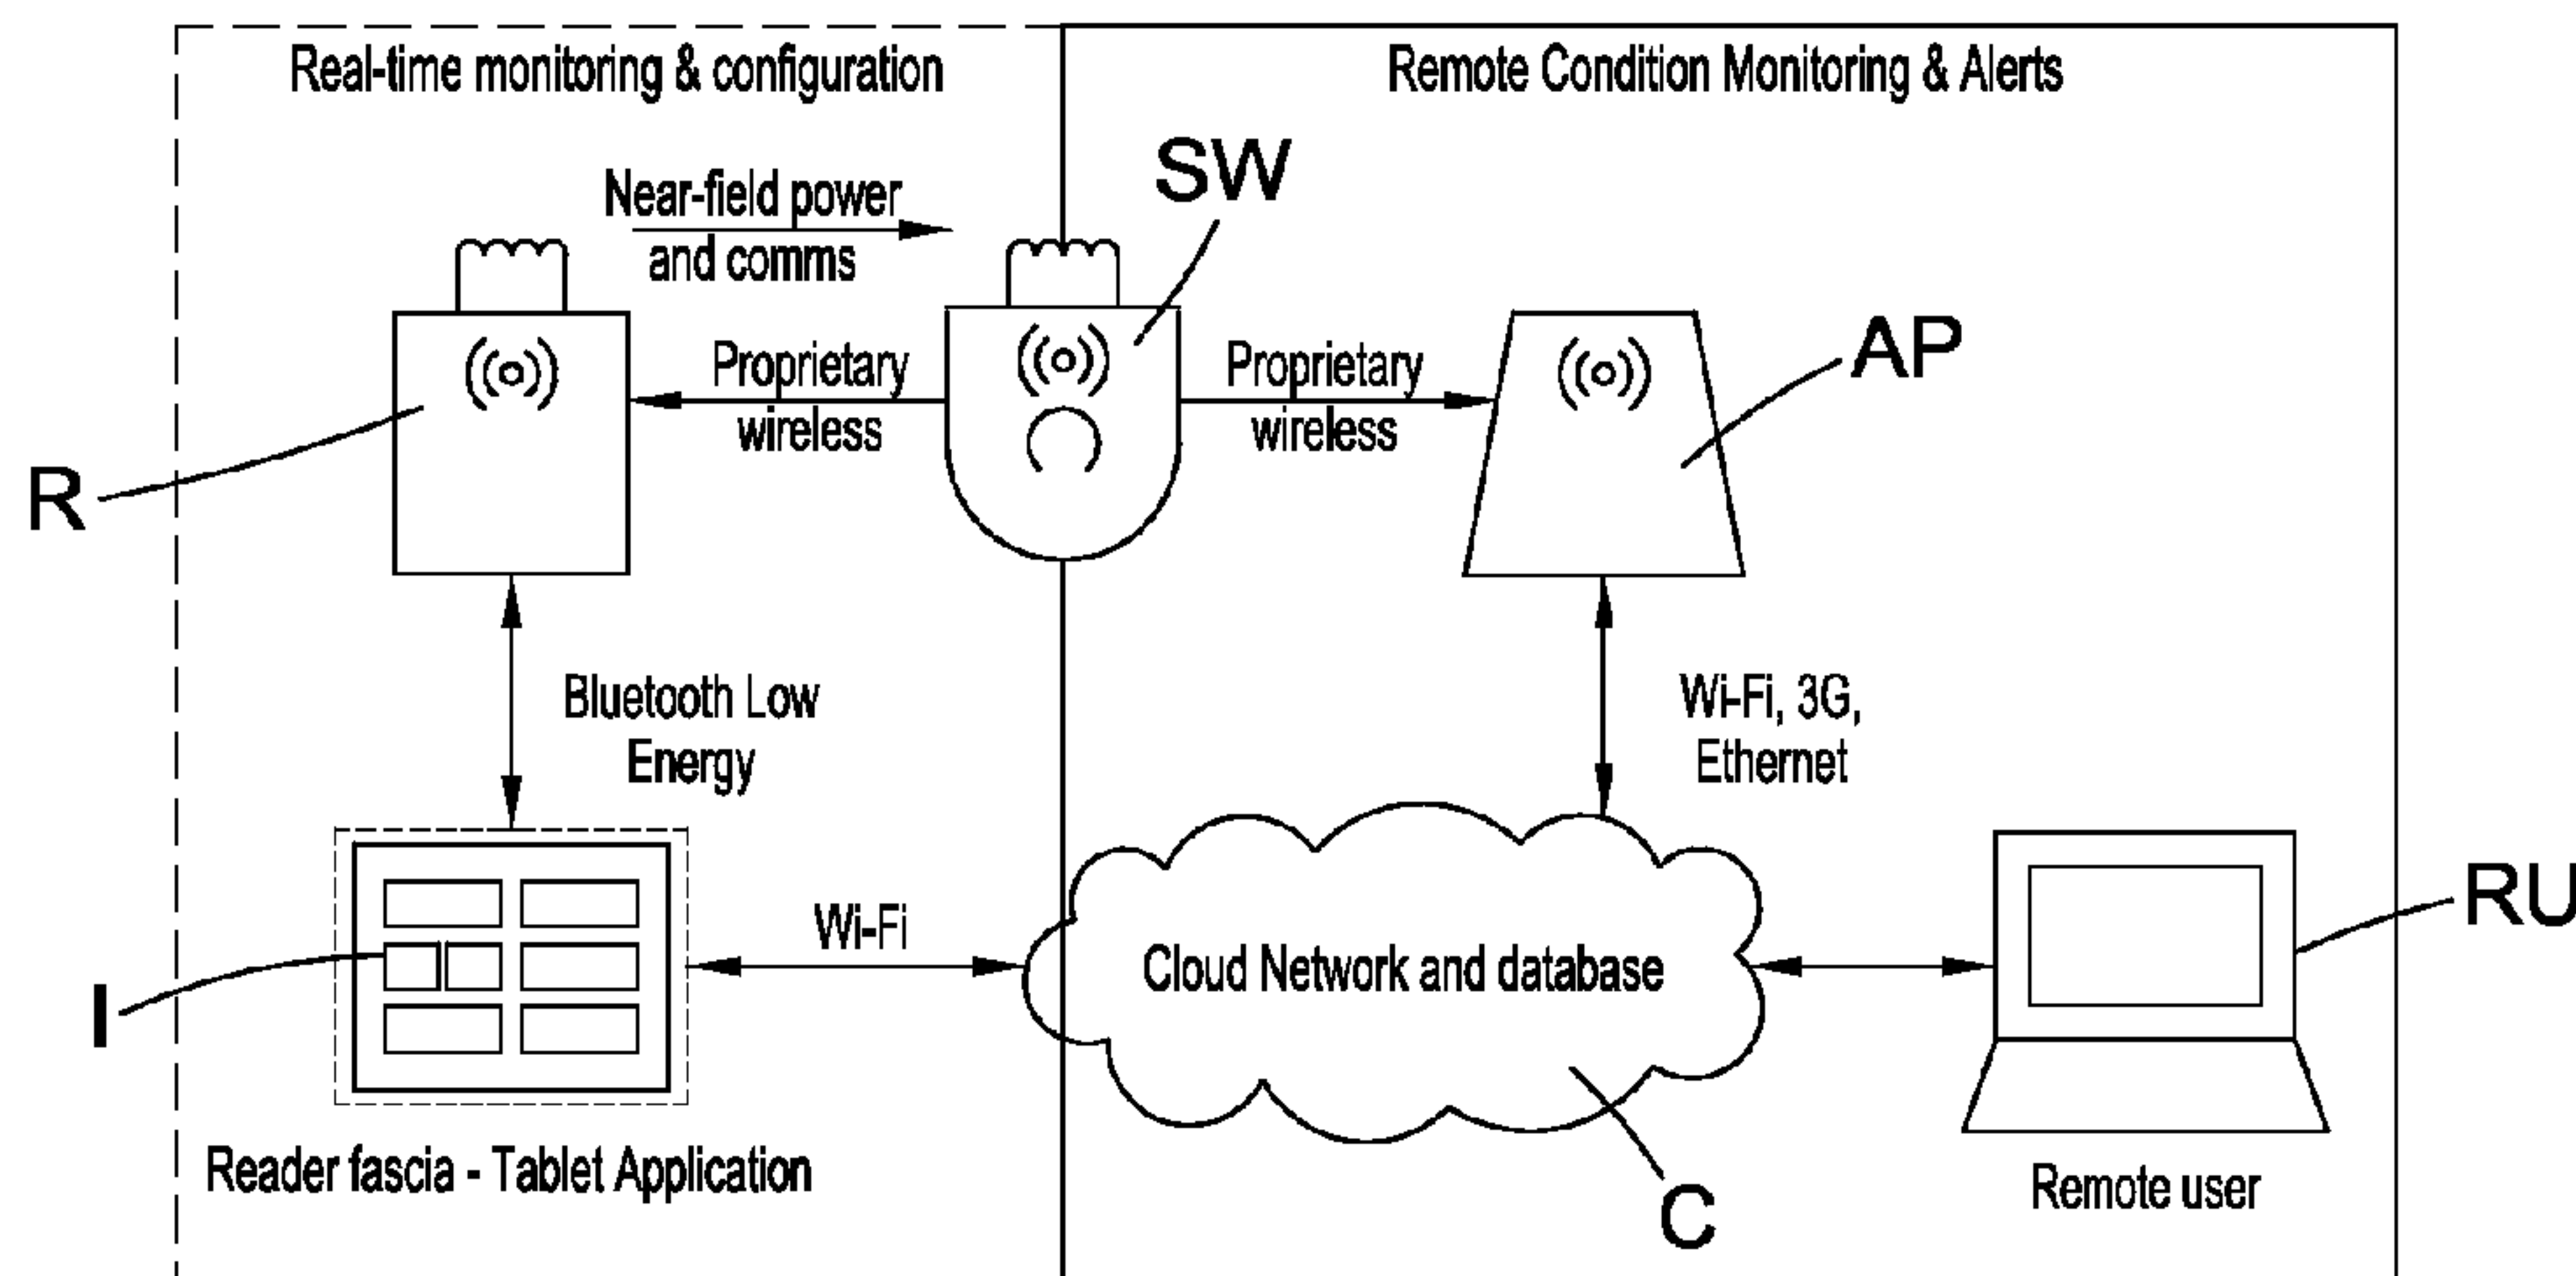 Real-time monitoring & configuration
Remote Condition Monitoring & Alerts
SW
Near-field power
and comms
AP
Proprietary
wireless
Proprietary
wireless
R
Bluetooth Low
Energy
Wi-Fi, 3G,
Ethernet
RU
Wi-Fi
Cloud Network and database
I
Reader fascia - Tablet Application
Remote user
C